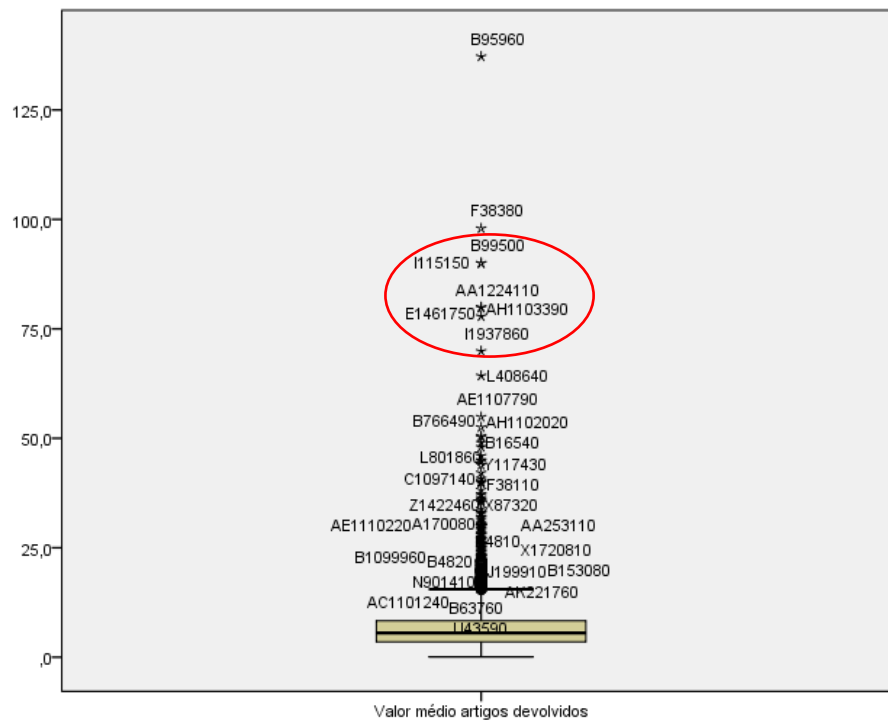 B95960
125,0
100,0
F38380
B99500
I115150
AA1224110
AH1103390
E1461750
75,0
I1937860
L408640
AE1107790
B766490
AH1102020
50,0
B16540
L801860
Y117430
C1097140
F38110
Z1422460
X87320
AE1110220
A170080
AA253110
4810
25,0
X1720810
B1099960
B4820
J199910
B153080
N901410
AK221760
AC1101240
B63760
U43590
,0
Valor médio artigos devolvidos